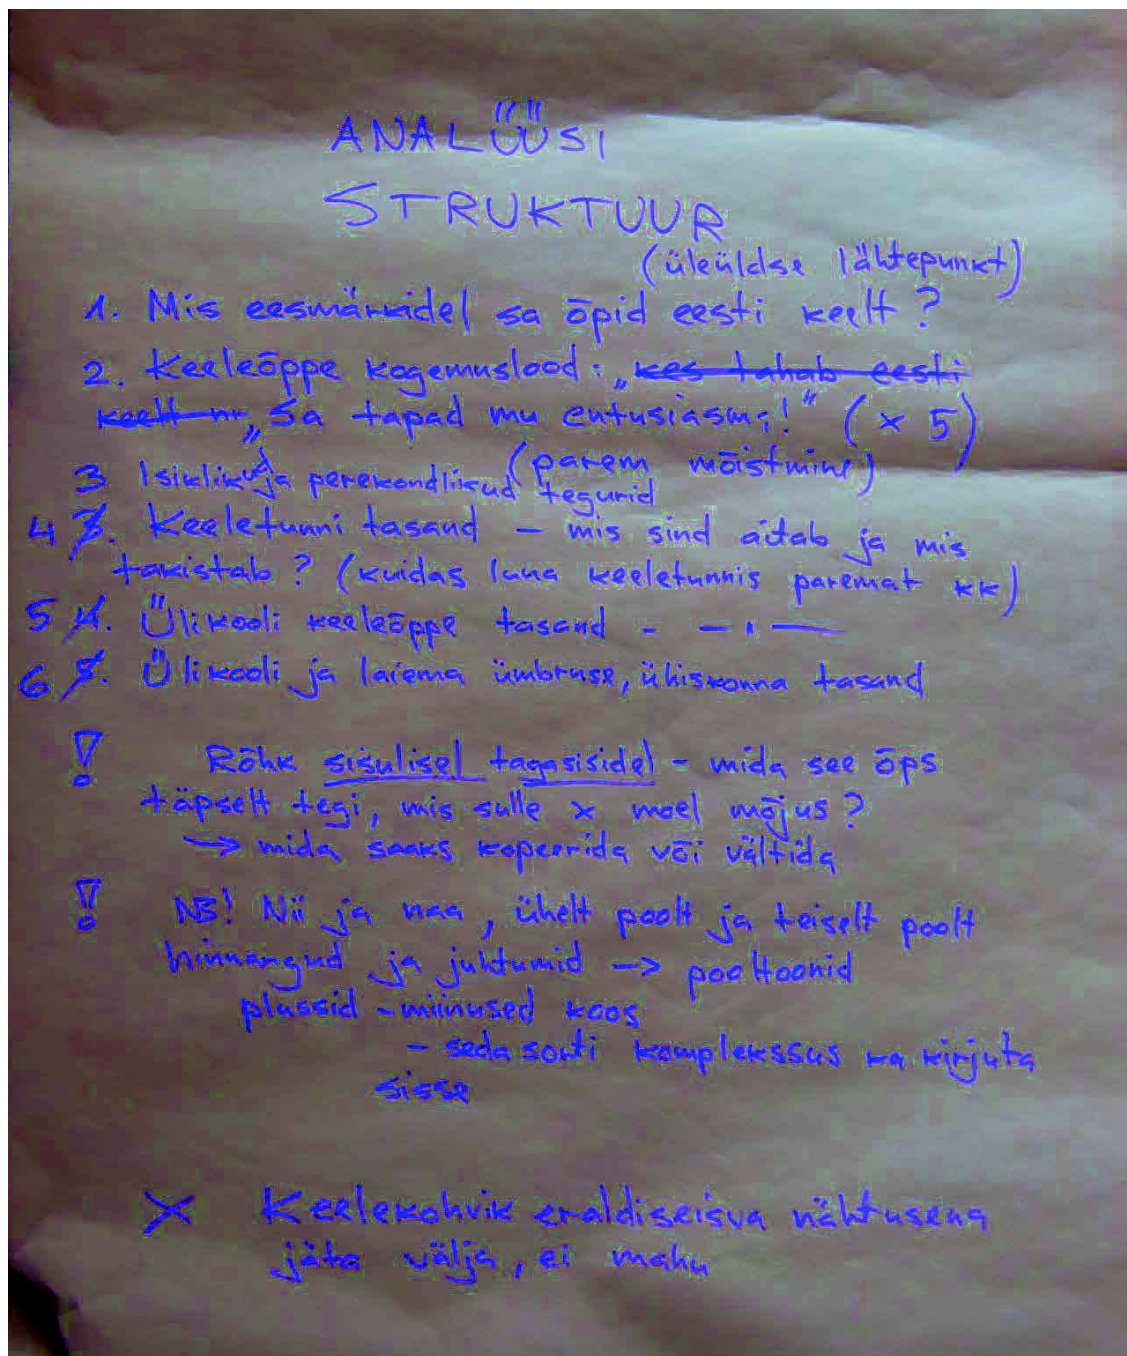 ANALÜÜSI
STRUKTUUR
(üleüldse lähtepunkt)
1. Mis eesmärkidel sa õpid eesti keelt?
2. Keeleõppe kogemuslood: „kes tahab eesti
keelt „Sa tapad mu entusiasmi!" (x 5)
(parem mõistmine)
3. Isiklikud ja perekondlikud tegurid
4 3. Keeletunni tasand – mis sind aitab ja mis
takistab? (kuidas luua keeletunnis paremat kk)
5 4. Ülikooli keeleõppe tasand - — " —
6 5. Ülikooli ja laiema ümbruse, ühiskonna tasand
! Rõhk sisulisel tagasisidel - mida see õps
täpselt tegi, mis sulle x moel mõjus?
→ mida saaks kopeerida või vältida
! NB! Nii ja naa, ühelt poolt ja teiselt poolt
hinnangud ja juhtumid → pooltoonid
plussid - miinused koos
- seda sorti komplekssus ka kirjuta
sisse
X Keelekohvik eraldiseisva nähtusena
jäta välja, ei mahu